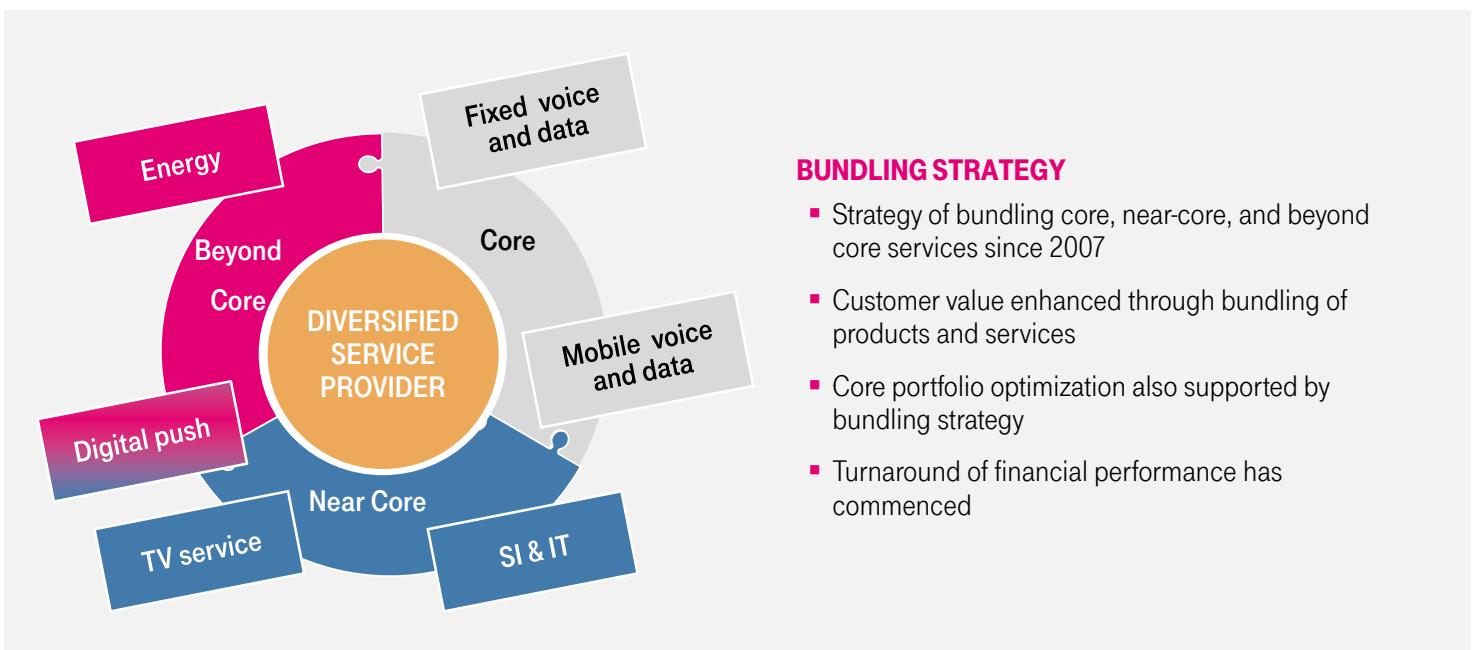 Fixed voice
and data
Energy
Beyond
Core
Core
DIVERSIFIED
SERVICE
PROVIDER
Mobile voice
and data
Digital push
Near Core
TV service
SI & IT
BUNDLING STRATEGY
▪ Strategy of bundling core, near-core, and beyond
core services since 2007
▪ Customer value enhanced through bundling of
products and services
▪ Core portfolio optimization also supported by
bundling strategy
▪ Turnaround of financial performance has
commenced